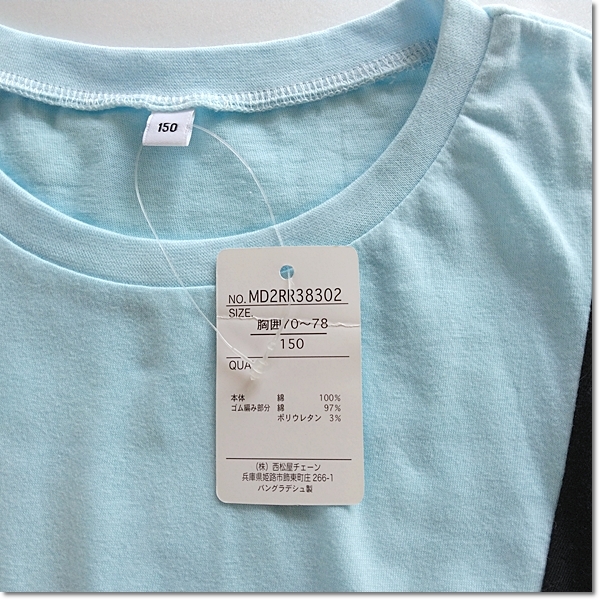 150
NO. MD2RR38302
SIZE.
胸囲70〜78
150
QUA
本体 綿 100%
ゴム編み部分 綿 97%
ポリウレタン 3%
(株)西松屋チェーン
兵庫県姫路市飾東町庄266-1
バングラデシュ製